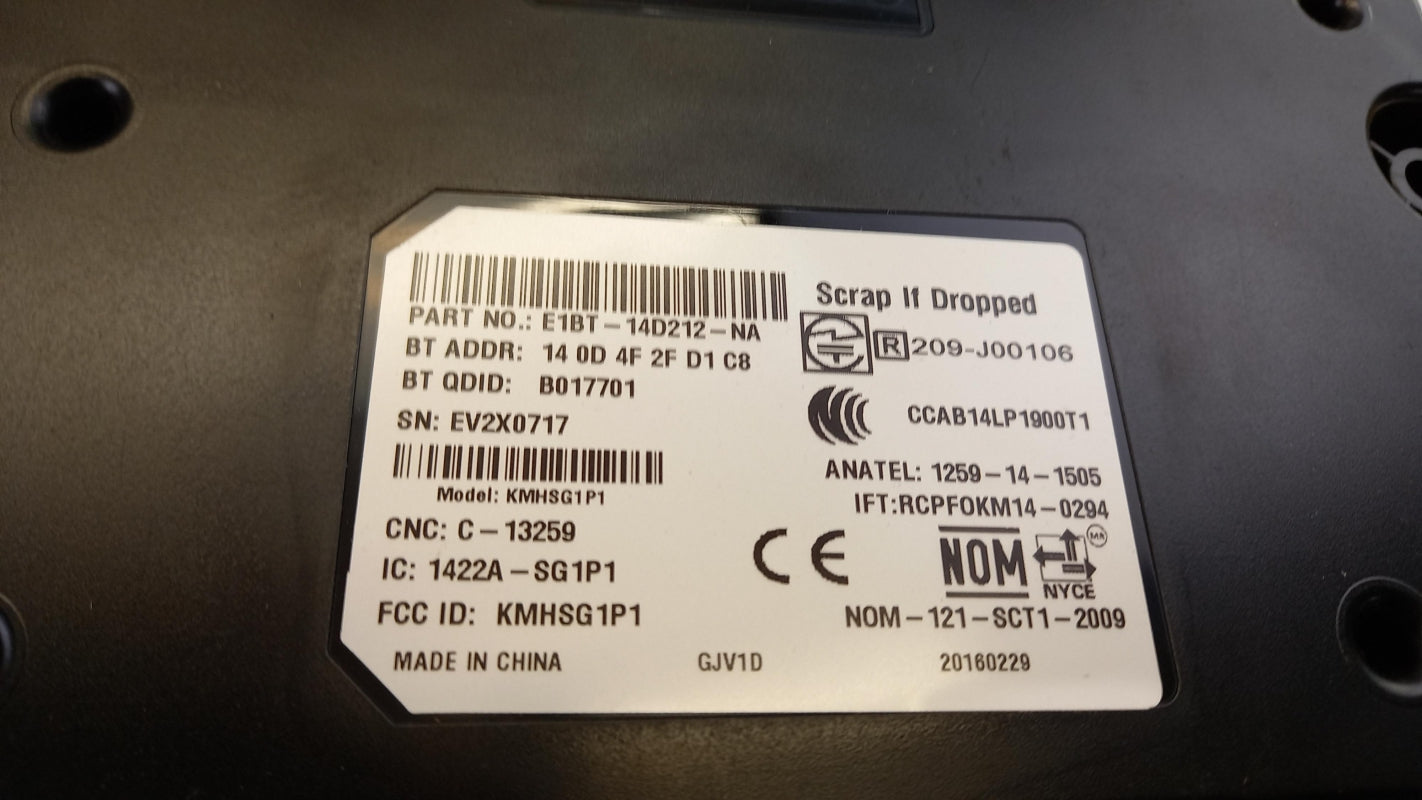 PART NO.: E1BT-14D212-NA
BT ADDR: 14 0D 4F 2F D1 C8
BT QDID: B017701
SN: EV2X0717
Model: KMHSG1P1
CNC: C-13259
IC: 1422A-SG1P1
FCC ID: KMHSG1P1
MADE IN CHINA
GJV1D
Scrap If Dropped
R 209-J00106
CCAB14LP1900T1
ANATEL: 1259-14-1505
IFT:RCPFOKM14-0294
CE
NOM
NYCE
NOM-121-SCT1-2009
20160229